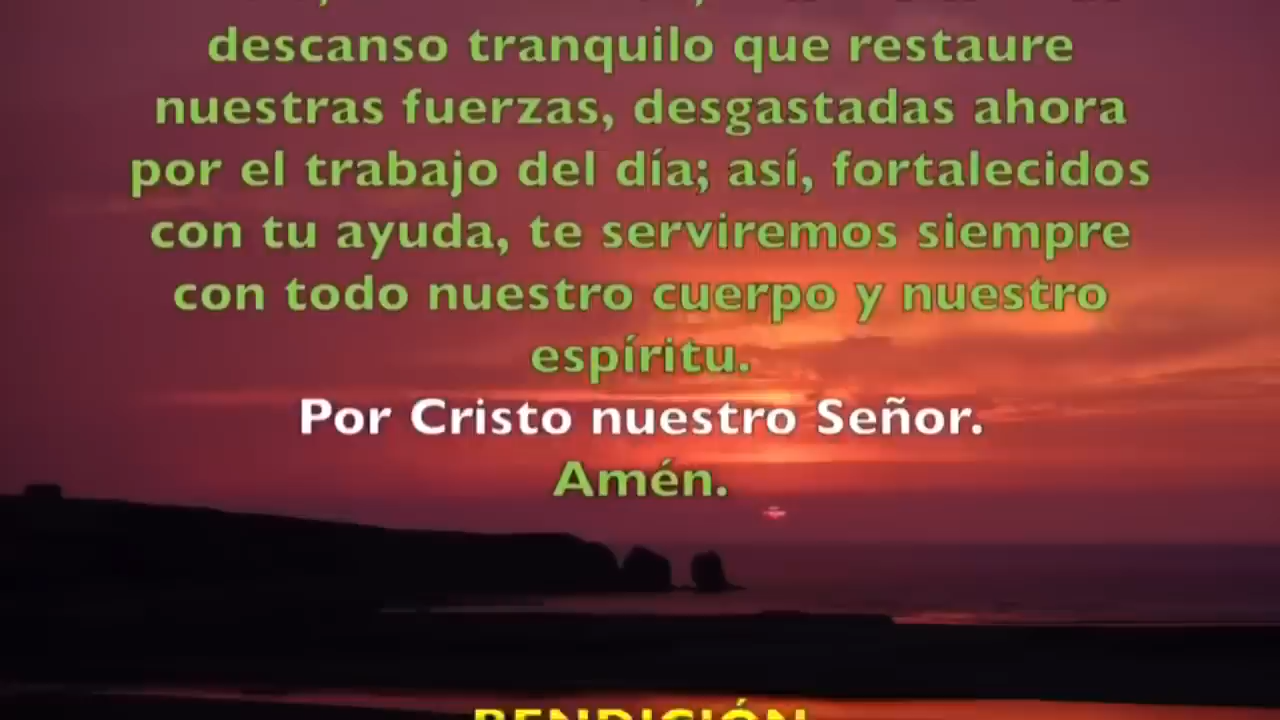 descanso tranquilo que restaure
nuestras fuerzas, desgastadas ahora
por el trabajo del día; así, fortalecidos
con tu ayuda, te serviremos siempre
con todo nuestro cuerpo y nuestro
espíritu.
Por Cristo nuestro Señor.
Amén.
BENDICIÓN